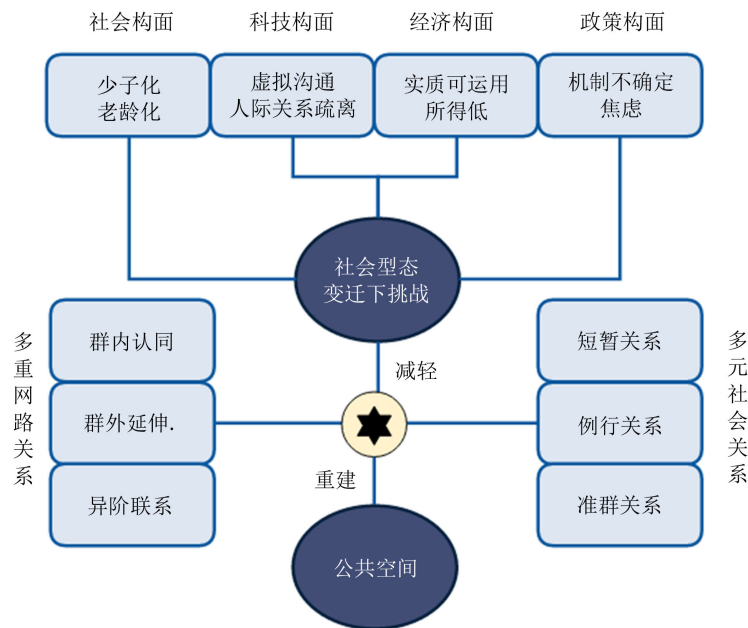 社会构面
科技构面
经济构面
政策构面
少子化
老龄化
虚拟沟通
人际关系疏离
实质可运用
所得低
机制不确定
焦虑
社会型态
变迁下挑战
多重网路关系
群内认同
群外延伸.
异阶联系
减轻
重建
短暂关系
例行关系
准群关系
多元社会关系
公共空间